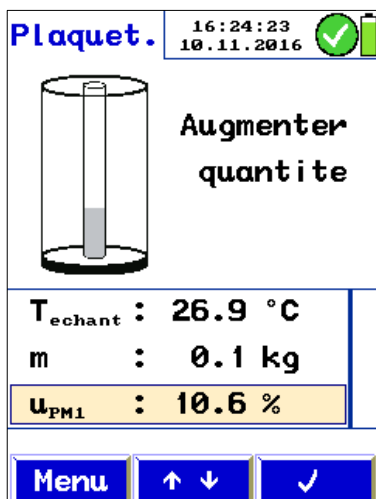 Plaquet.
16:24:23
10.11.2016
Augmenter
quantite
Techant : 26.9 °C
m : 0.1 kg
uPM1 : 10.6 %
Menu ↑ ↓ ✓